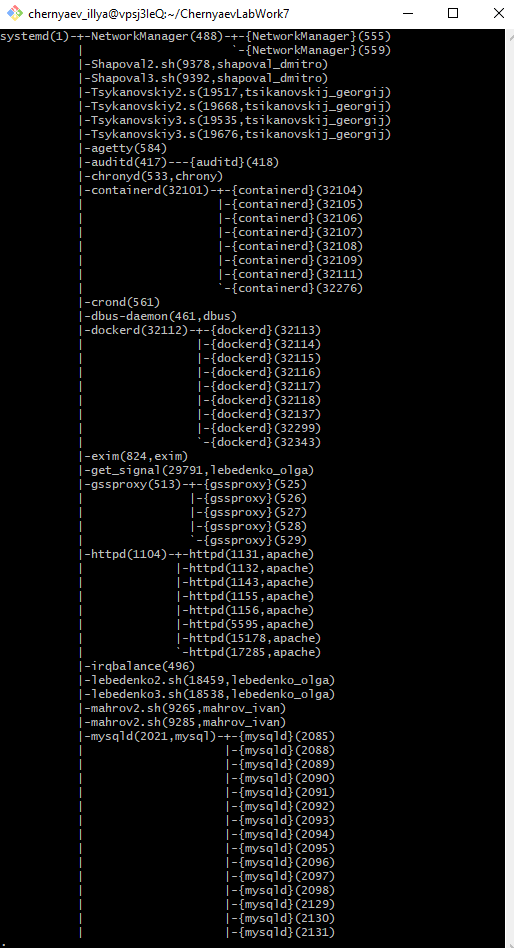 chernyaev_illya@vpsj3IeQ:~/ChernyaevLabWork7
systemd(1)-+-NetworkManager(488)-+-{NetworkManager}(555)
           |                     `-{NetworkManager}(559)
           |-Shapoval2.sh(9378,shapoval_dmitro)
           |-Shapoval3.sh(9392,shapoval_dmitro)
           |-Tsykanovskiy2.s(19517,tsikanovskij_georgij)
           |-Tsykanovskiy2.s(19668,tsikanovskij_georgij)
           |-Tsykanovskiy3.s(19535,tsikanovskij_georgij)
           |-Tsykanovskiy3.s(19676,tsikanovskij_georgij)
           |-agetty(584)
           |-auditd(417)---{auditd}(418)
           |-chronyd(533,chrony)
           |-containerd(32101)-+-{containerd}(32104)
           |                   |-{containerd}(32105)
           |                   |-{containerd}(32106)
           |                   |-{containerd}(32107)
           |                   |-{containerd}(32108)
           |                   |-{containerd}(32109)
           |                   |-{containerd}(32111)
           |                   `-{containerd}(32276)
           |-crond(561)
           |-dbus-daemon(461,dbus)
           |-dockerd(32112)-+-{dockerd}(32113)
           |                |-{dockerd}(32114)
           |                |-{dockerd}(32115)
           |                |-{dockerd}(32116)
           |                |-{dockerd}(32117)
           |                |-{dockerd}(32118)
           |                |-{dockerd}(32137)
           |                |-{dockerd}(32299)
           |                `-{dockerd}(32343)
           |-exim(824,exim)
           |-get_signal(29791,lebedenko_olga)
           |-gssproxy(513)-+-{gssproxy}(525)
           |               |-{gssproxy}(526)
           |               |-{gssproxy}(527)
           |               |-{gssproxy}(528)
           |               `-{gssproxy}(529)
           |-httpd(1104)-+-httpd(1131,apache)
           |             |-httpd(1132,apache)
           |             |-httpd(1143,apache)
           |             |-httpd(1155,apache)
           |             |-httpd(1156,apache)
           |             |-httpd(5595,apache)
           |             |-httpd(15178,apache)
           |             `-httpd(17285,apache)
           |-irqbalance(496)
           |-lebedenko2.sh(18459,lebedenko_olga)
           |-lebedenko3.sh(18538,lebedenko_olga)
           |-mahrov2.sh(9265,mahrov_ivan)
           |-mahrov2.sh(9285,mahrov_ivan)
           |-mysqld(2021,mysql)-+-{mysqld}(2085)
           |                    |-{mysqld}(2088)
           |                    |-{mysqld}(2089)
           |                    |-{mysqld}(2090)
           |                    |-{mysqld}(2091)
           |                    |-{mysqld}(2092)
           |                    |-{mysqld}(2093)
           |                    |-{mysqld}(2094)
           |                    |-{mysqld}(2095)
           |                    |-{mysqld}(2096)
           |                    |-{mysqld}(2097)
           |                    |-{mysqld}(2098)
           |                    |-{mysqld}(2129)
           |                    |-{mysqld}(2130)
           |                    |-{mysqld}(2131)